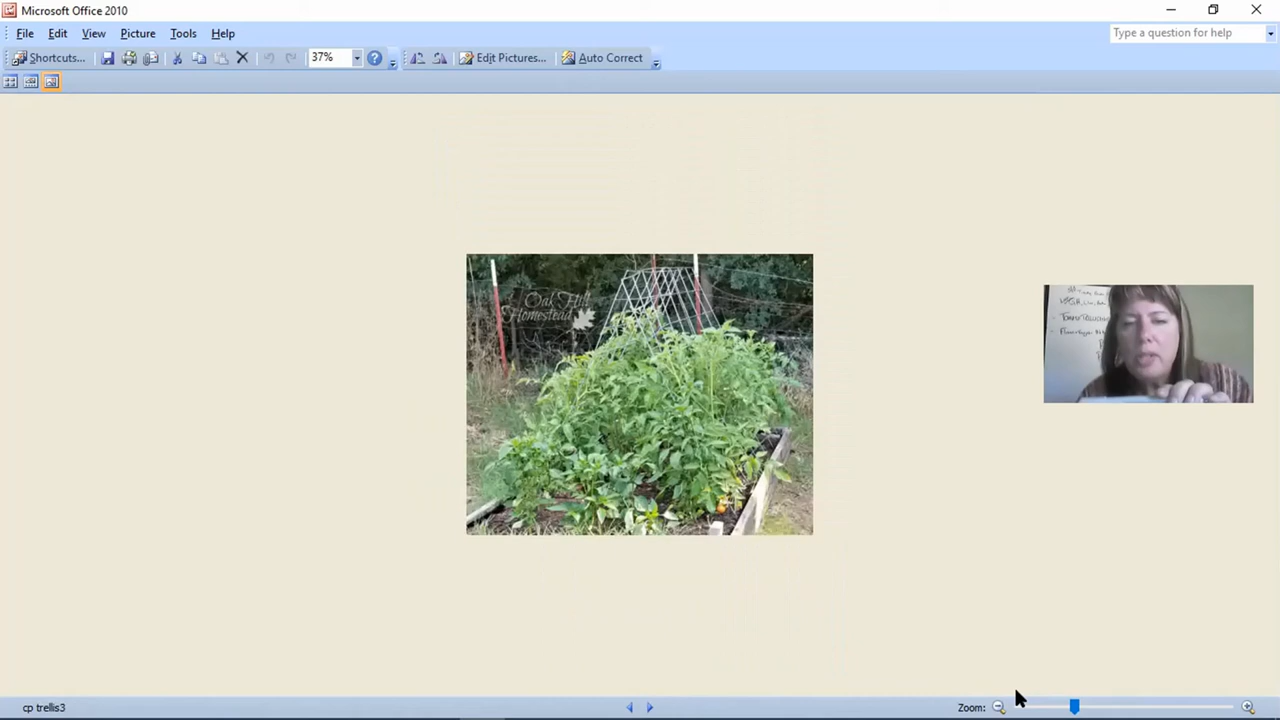 Microsoft Office 2010
File Edit View Picture Tools Help
Type a question for help
Shortcuts... 37% Edit Pictures... Auto Correct
Oak Hill
Homestead
cp trellis3
Zoom: